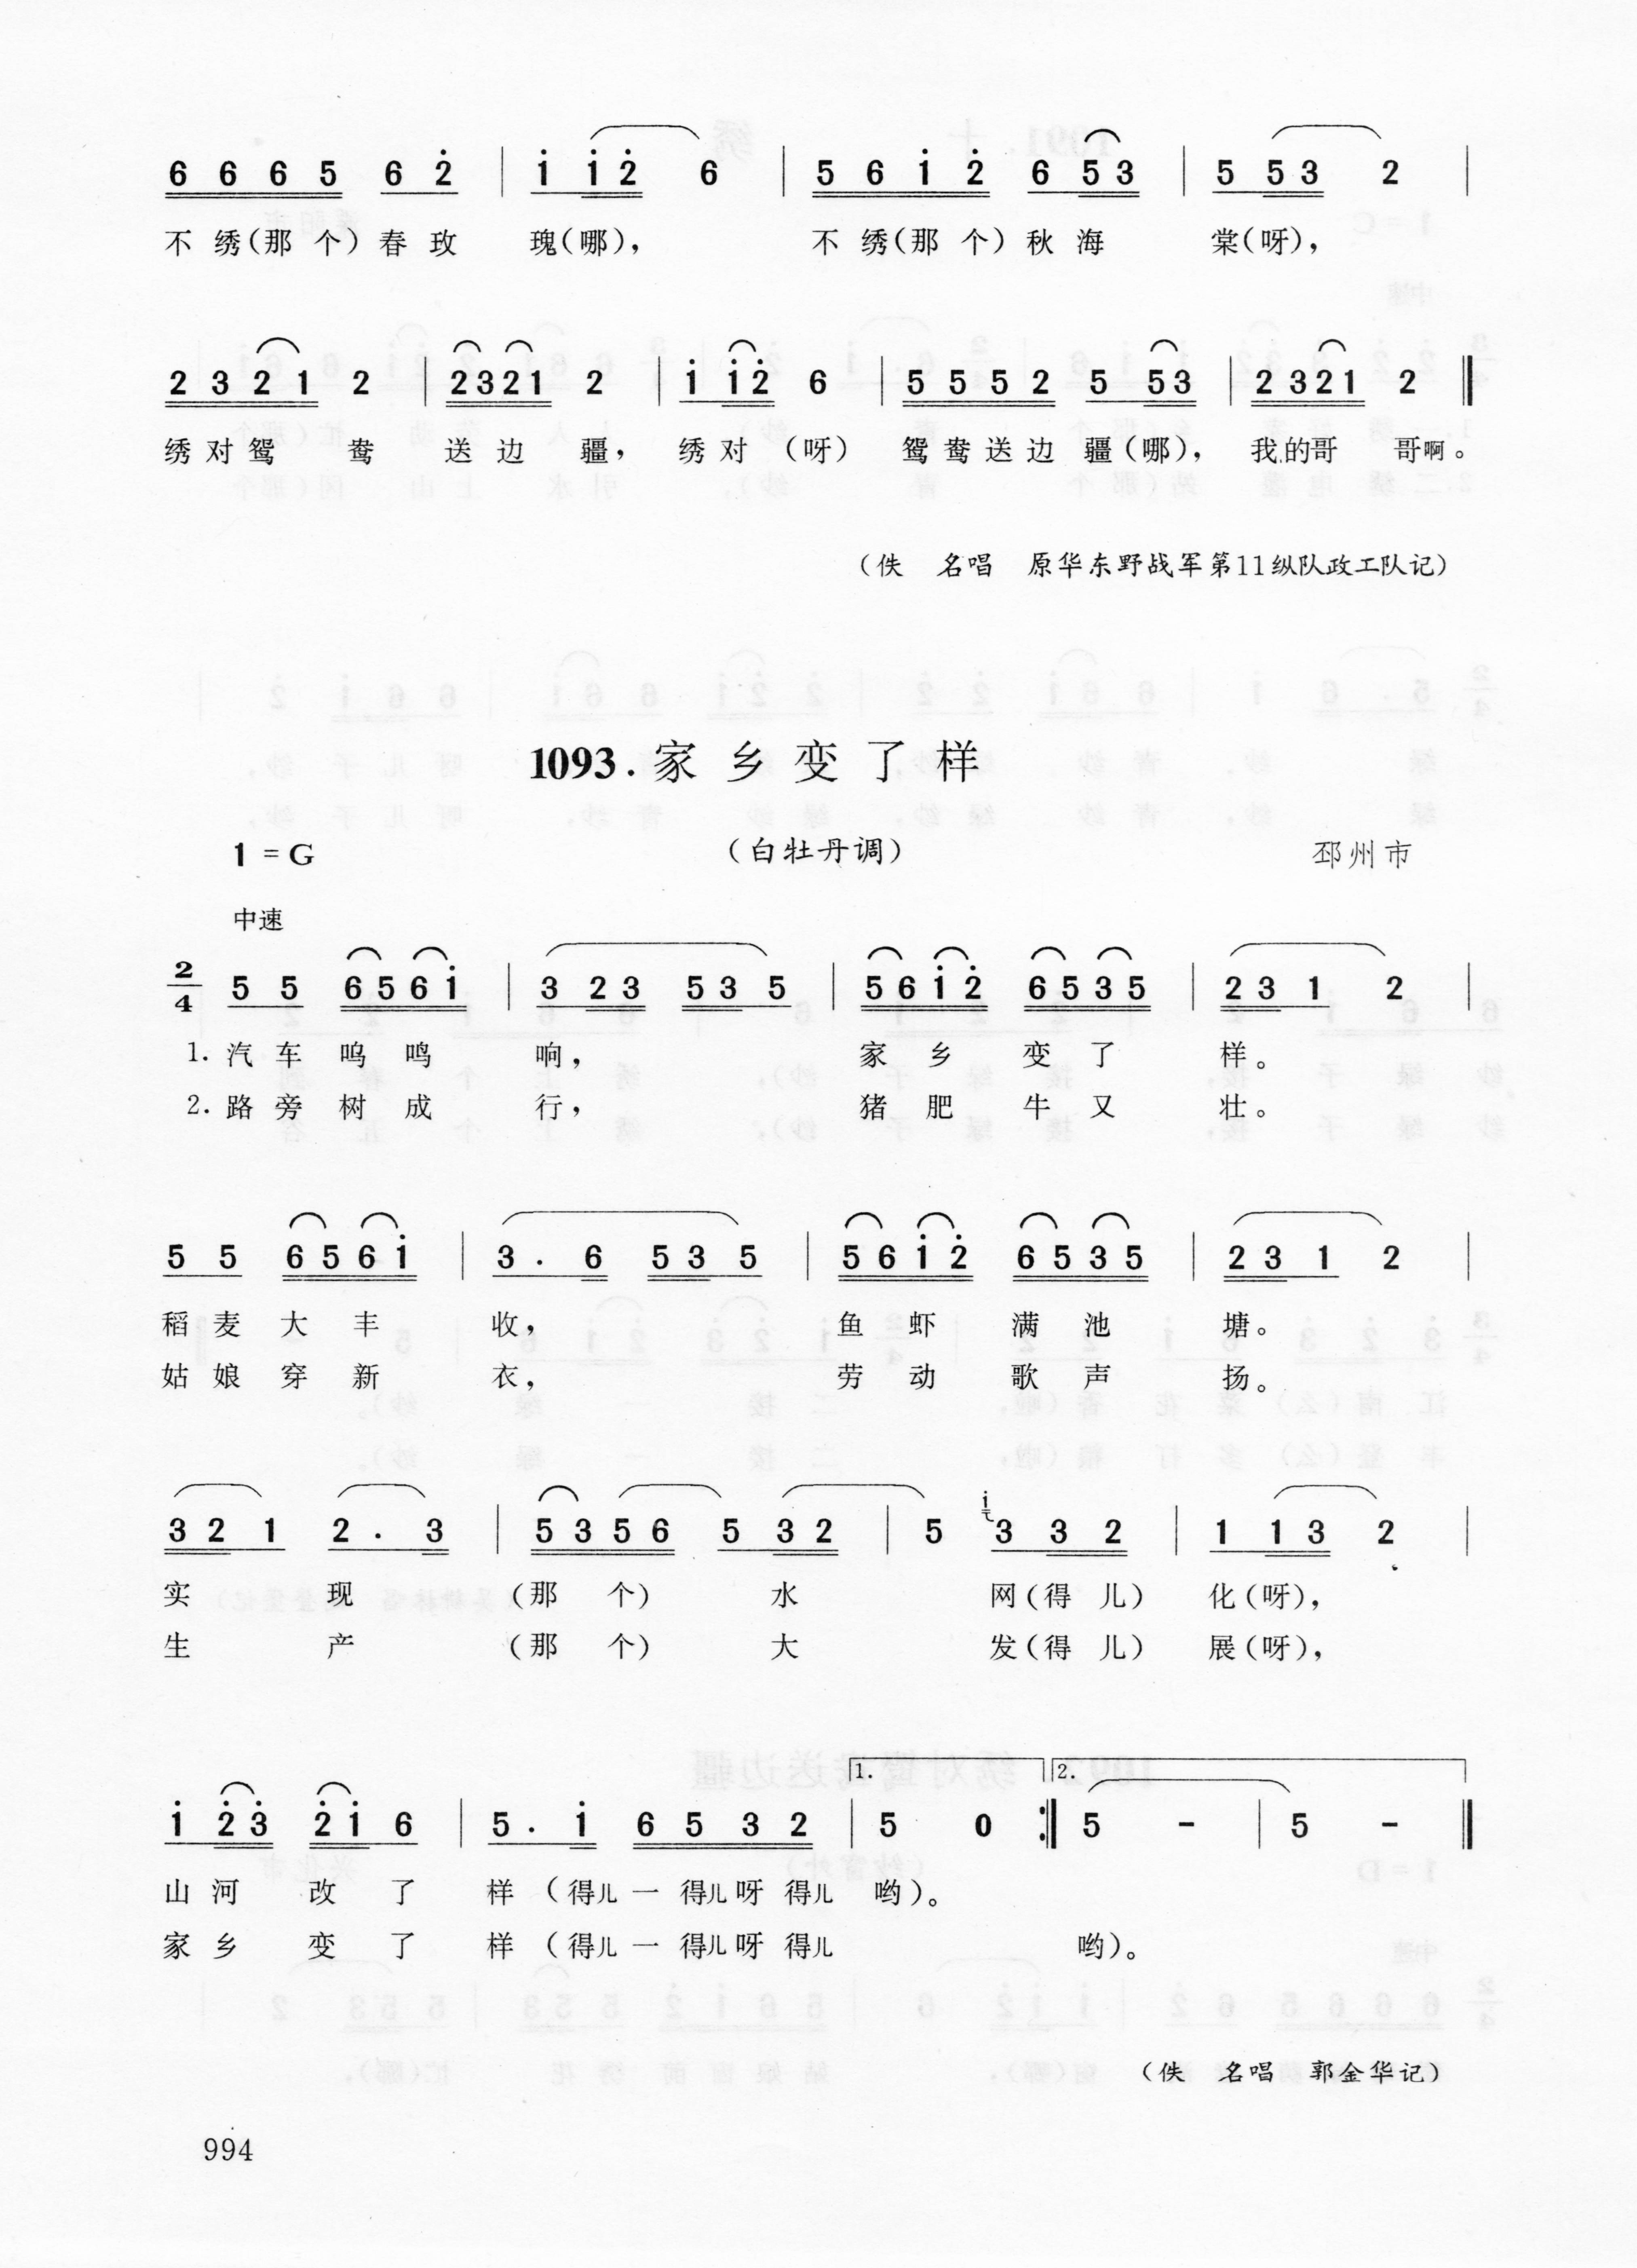 6 6 6 5 6 2̇ | 1̇ 1̇ 2̇ 6 | 5 6 1̇ 2̇ 6 5 3 | 5 5 3 2 |
不 绣(那 个) 春 玫 瑰(哪), 不 绣(那 个) 秋 海 棠(呀),
2 3 2 1 2 | 2 3 2 1 2 | 1̇ 1̇ 2̇ 6 | 5 5 5 2 5 5 3 | 2 3 2 1 2 ‖
绣 对 鸳 鸯 送 边 疆, 绣 对 (呀) 鸳 鸯 送 边 疆(哪), 我的哥 哥啊。
(佚 名唱 原华东野战军第11纵队政工队记)
1093. 家乡变了样
1 = G (白牡丹调) 邳州市
中速
2/4 5 5 6 5 6 1̇ | 3 2 3 5 3 5 | 5 6 1̇ 2̇ 6 5 3 5 | 2 3 1 2 |
1. 汽 车 呜 鸣 响, 家 乡 变 了 样。
2. 路 旁 树 成 行, 猪 肥 牛 又 壮。
5 5 6 5 6 1̇ | 3 · 6 5 3 5 | 5 6 1̇ 2̇ 6 5 3 5 | 2 3 1 2 |
稻 麦 大 丰 收, 鱼 虾 满 池 塘。
姑 娘 穿 新 衣, 劳 动 歌 声 扬。
3 2 1 2 · 3 | 5 3 5 6 5 3 2 | 5 1̇ 3 3 2 | 1 1 3 2 |
实 现 (那 个) 水 网(得 儿) 化(呀),
生 产 (那 个) 大 发(得 儿) 展(呀),
1. 2.
1̇ 2̇ 3̇ 2̇ 1̇ 6 | 5 · 1̇ 6 5 3 2 | 5 0 :‖ 5 - | 5 - ‖
山 河 改 了 样 (得儿 一 得儿 呀 得儿 哟)。
家 乡 变 了 样 (得儿 一 得儿 呀 得儿 哟)。
(佚 名唱 郭金华记)
994